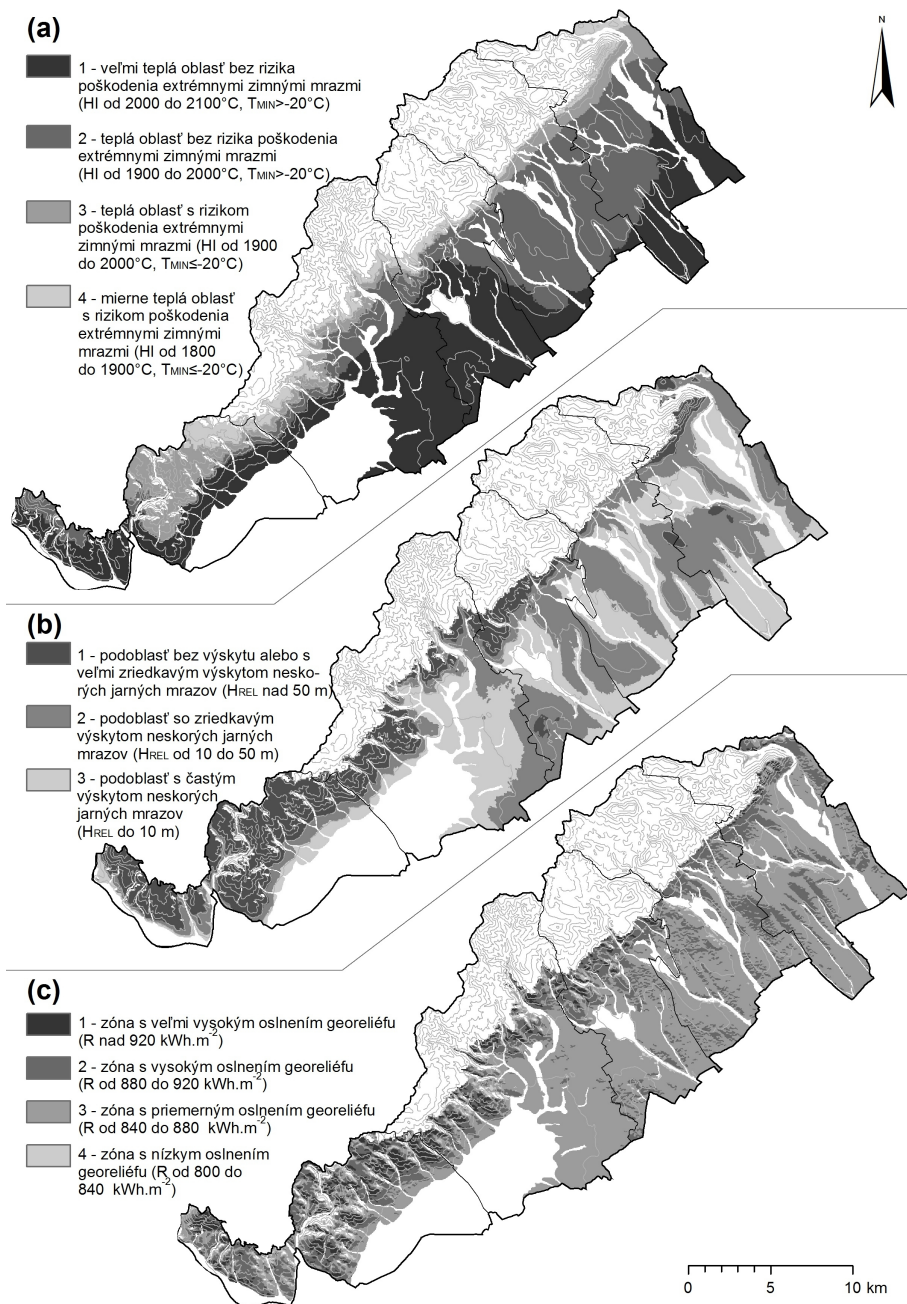 (a)
N
1 - veľmi teplá oblasť bez rizika
poškodenia extrémnymi zimnými mrazmi
(HI od 2000 do 2100°C, TMIN>-20°C)
2 - teplá oblasť bez rizika poškodenia
extrémnymi zimnými mrazmi
(HI od 1900 do 2000°C, TMIN>-20°C)
3 - teplá oblasť s rizikom
poškodenia extrémnymi
zimnými mrazmi (HI od 1900
do 2000°C, TMIN≤-20°C)
4 - mierne teplá oblasť
s rizikom poškodenia
extrémnymi zimnými
mrazmi (HI od 1800
do 1900°C, TMIN≤-20°C)
(b)
1 - podoblasť bez výskytu alebo s
veľmi zriedkavým výskytom nesko-
rých jarných mrazov (HREL nad 50 m)
2 - podoblasť so zriedkavým
výskytom neskorých jarných
mrazov (HREL od 10 do 50 m)
3 - podoblasť s častým
výskytom neskorých
jarných mrazov
(HREL do 10 m)
(c)
1 - zóna s veľmi vysokým oslnením georeliéfu
(R nad 920 kWh.m-2)
2 - zóna s vysokým oslnením georeliéfu
(R od 880 do 920 kWh.m-2)
3 - zóna s priemerným oslnením georeliéfu
(R od 840 do 880 kWh.m-2)
4 - zóna s nízkym oslnením
georeliéfu (R od 800 do
840 kWh.m-2)
0 5 10 km